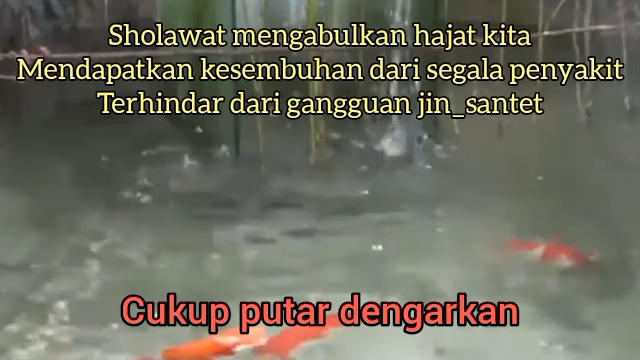 Sholawat mengabulkan hajat kita
Mendapatkan kesembuhan dari segala penyakit
Terhindar dari gangguan jin_santet
Cukup putar dengarkan